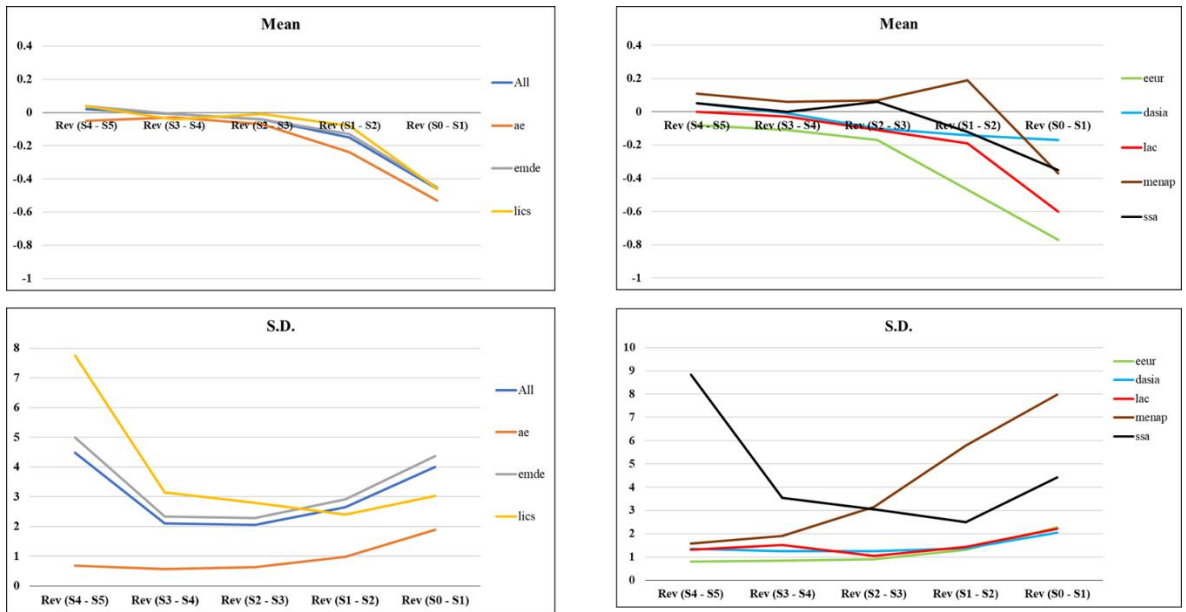 Mean
0.4
0.2
0
-0.2
-0.4
-0.6
-0.8
-1
Rev (S4 - S5) Rev (S3 - S4) Rev (S2 - S3) Rev (S1 - S2) Rev (S0 - S1)
All
ae
emde
lics
Mean
0.4
0.2
0
-0.2
-0.4
-0.6
-0.8
-1
Rev (S4 - S5) Rev (S3 - S4) Rev (S2 - S3) Rev (S1 - S2) Rev (S0 - S1)
eeur
dasia
lac
menap
ssa
S.D.
8
7
6
5
4
3
2
1
0
Rev (S4 - S5) Rev (S3 - S4) Rev (S2 - S3) Rev (S1 - S2) Rev (S0 - S1)
All
ae
emde
lics
S.D.
10
9
8
7
6
5
4
3
2
1
0
Rev (S4 - S5) Rev (S3 - S4) Rev (S2 - S3) Rev (S1 - S2) Rev (S0 - S1)
eeur
dasia
lac
menap
ssa